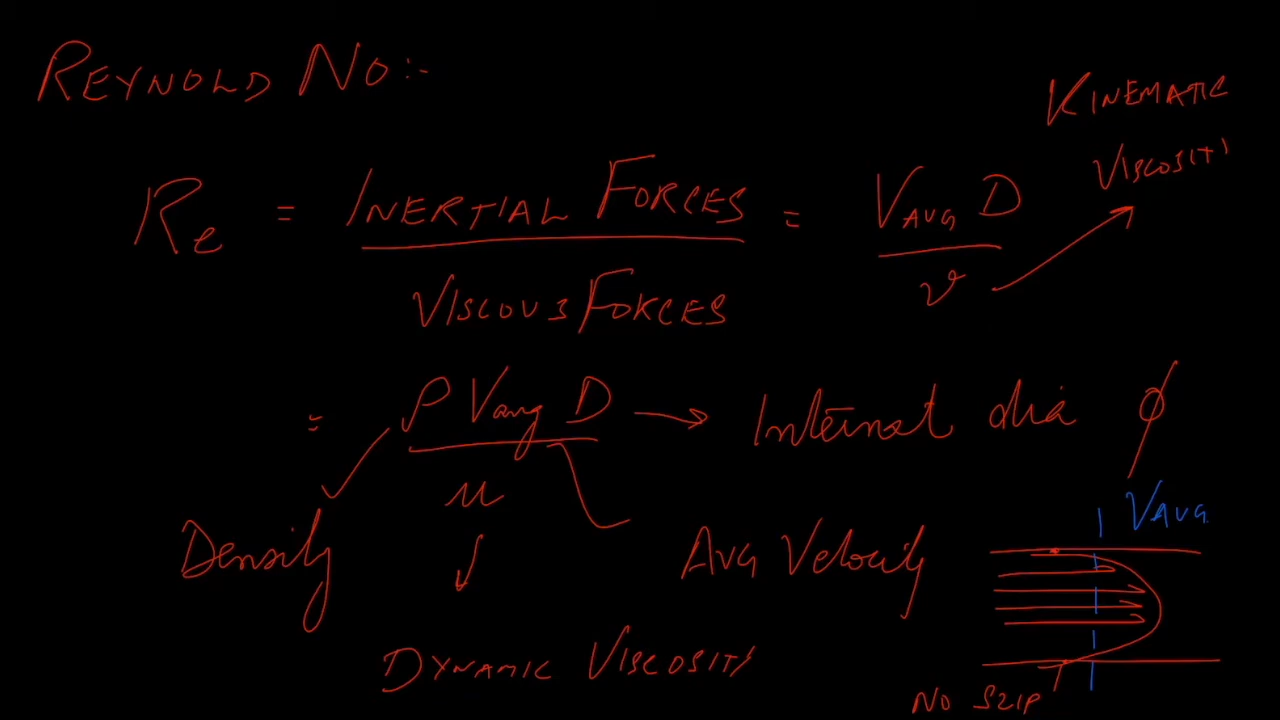 REYNOLD NO:-
KINEMATIC
VISCOSITY
Re = INERTIAL FORCES / VISCOUS FORCES = VAVG D / ν
= ρ Vavg D / μ → Internal dia ϕ
Density
AVG Velocity
VAVG
DYNAMIC VISCOSITY
NO SLIP